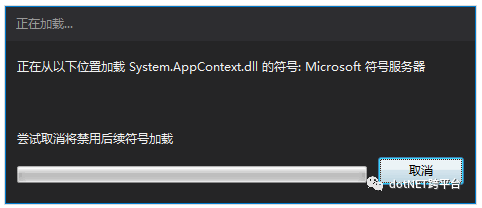 正在加载...
正在从以下位置加载 System.AppContext.dll 的符号: Microsoft 符号服务器
尝试取消将禁用后续符号加载
取消
dotNET跨平台